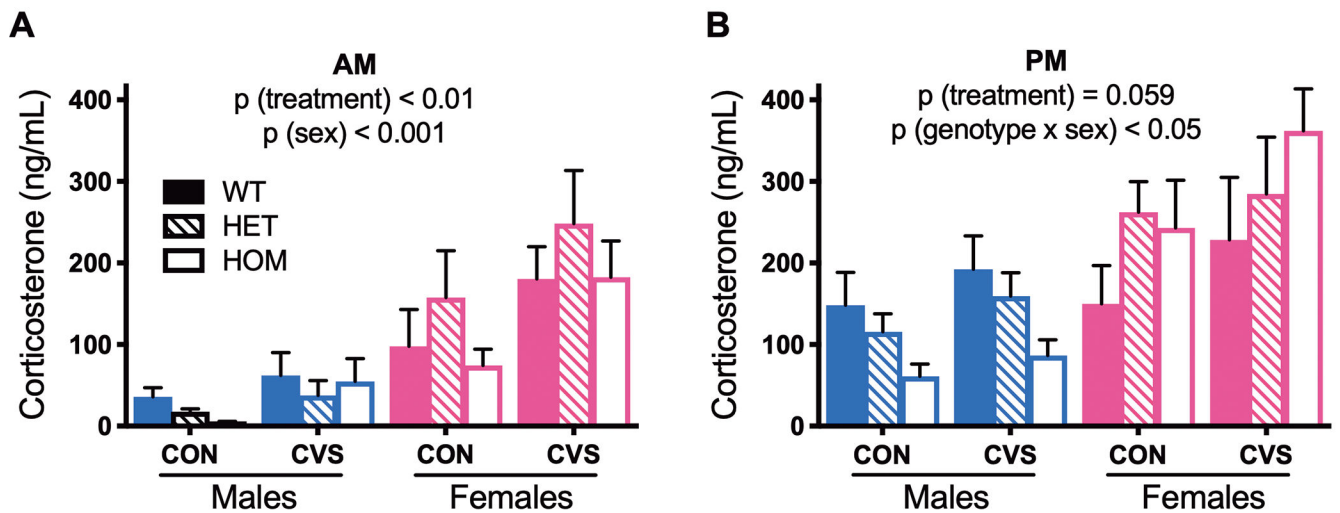 A
AM
p (treatment) < 0.01
p (sex) < 0.001
Corticosterone (ng/mL)
400
300
200
100
0
WT
HET
HOM
CON CVS CON CVS
Males Females
B
PM
p (treatment) = 0.059
p (genotype x sex) < 0.05
Corticosterone (ng/mL)
400
300
200
100
0
CON CVS CON CVS
Males Females